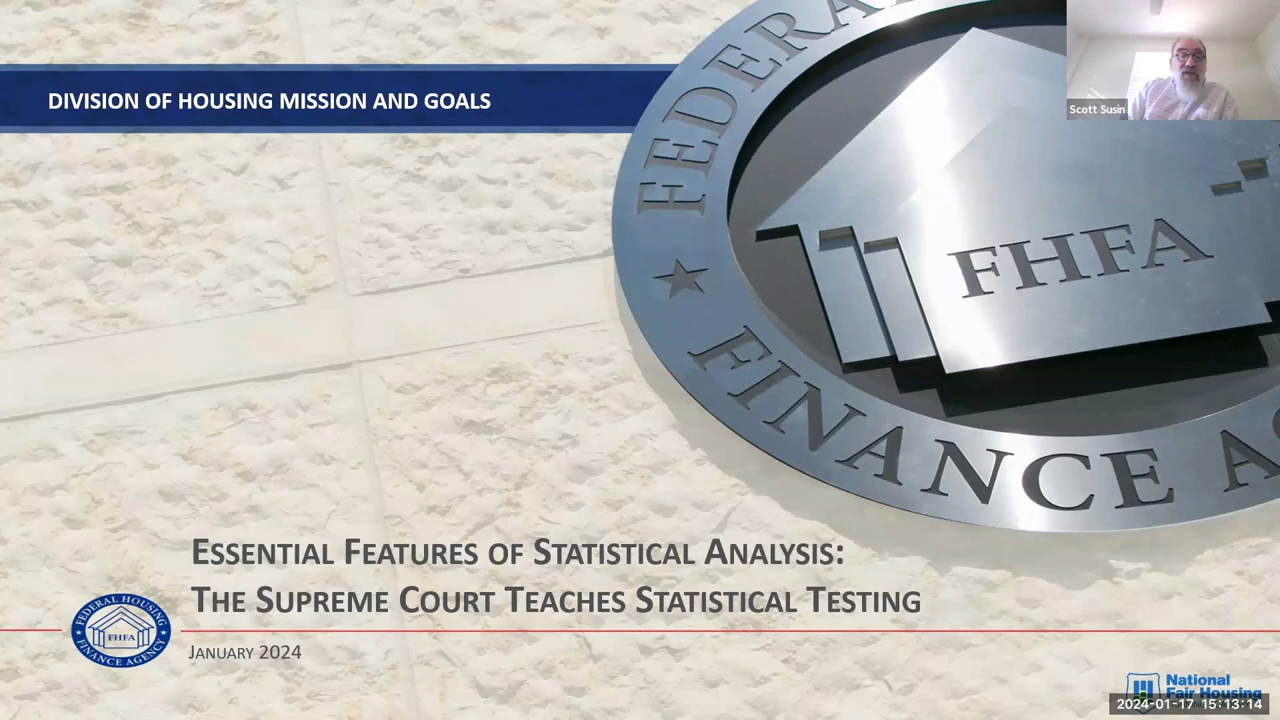 DIVISION OF HOUSING MISSION AND GOALS
Scott Susin
FEDERA
FHFA
FINANCE A
ESSENTIAL FEATURES OF STATISTICAL ANALYSIS:
THE SUPREME COURT TEACHES STATISTICAL TESTING
FEDERAL HOUSING
FHFA
FINANCE AGENCY
JANUARY 2024
National
Fair Housing
2024-01-17 15:13:14